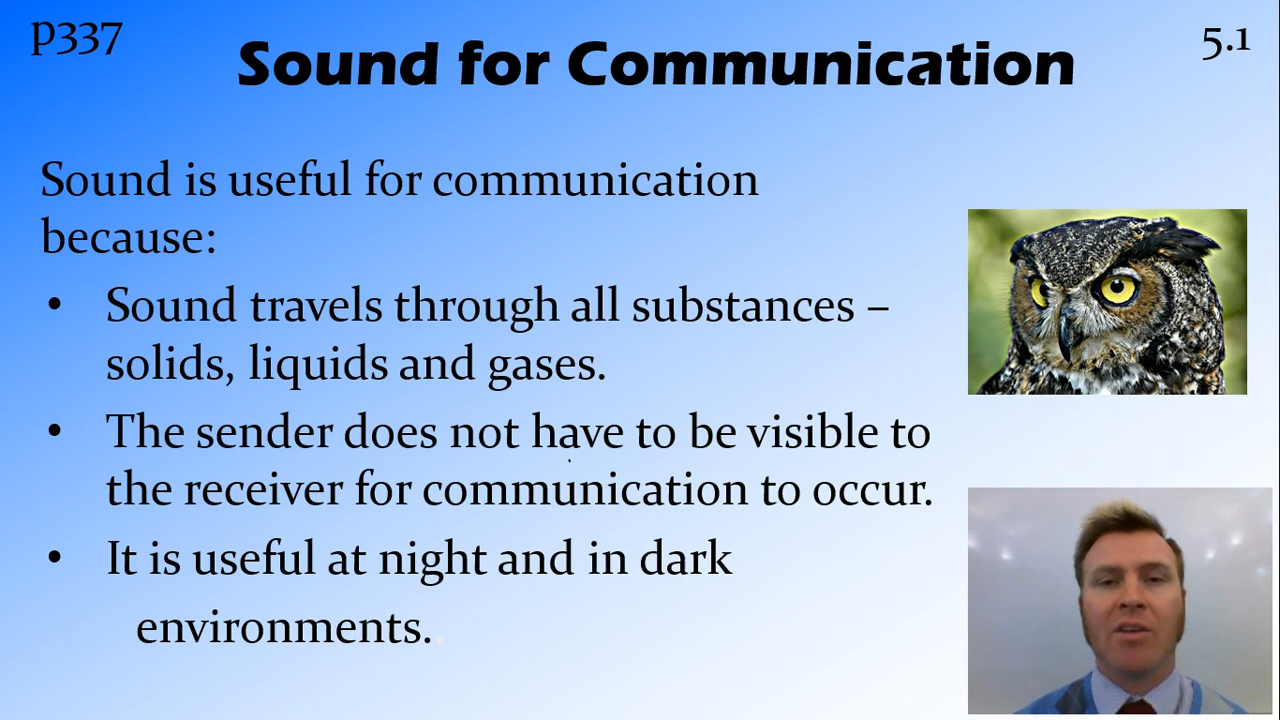 p337
Sound for Communication
5.1
Sound is useful for communication
because:
• Sound travels through all substances –
solids, liquids and gases.
• The sender does not have to be visible to
the receiver for communication to occur.
• It is useful at night and in dark
environments.